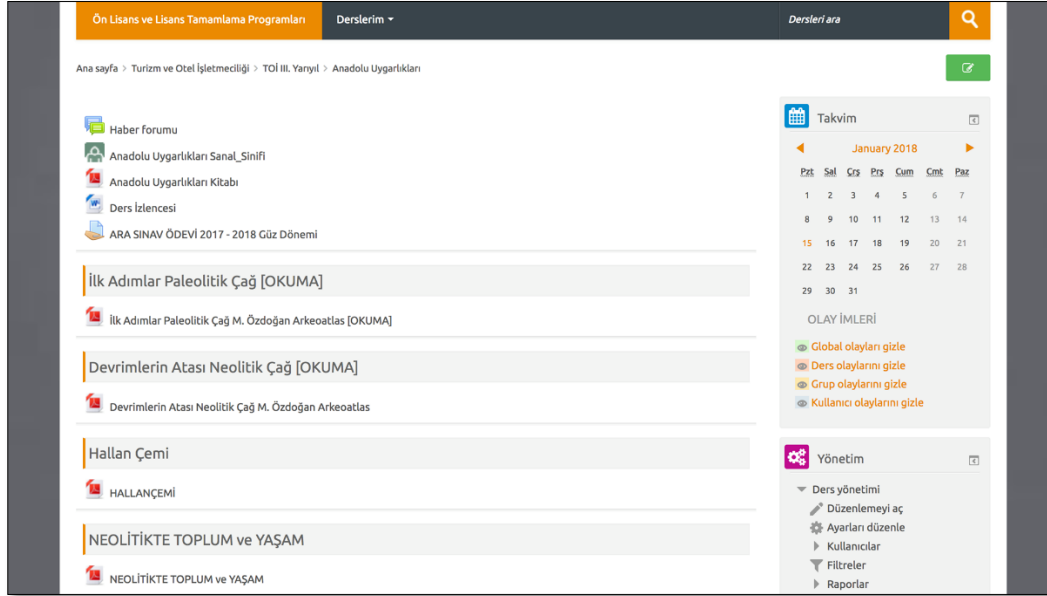 Ön Lisans ve Lisans Tamamlama Programları
Derslerim
Dersleri ara
Ana sayfa > Turizm ve Otel İşletmeciliği > TOİ III. Yarıyıl > Anadolu Uygarlıkları
Haber forumu
Anadolu Uygarlıkları Sanal_Sinifi
Anadolu Uygarlıkları Kitabı
Ders İzlencesi
ARA SINAV ÖDEVİ 2017 - 2018 Güz Dönemi
İlk Adımlar Paleolitik Çağ [OKUMA]
İlk Adımlar Paleolitik Çağ M. Özdoğan Arkeoatlas [OKUMA]
Devrimlerin Atası Neolitik Çağ [OKUMA]
Devrimlerin Atası Neolitik Çağ M. Özdoğan Arkeoatlas
Hallan Çemi
HALLANÇEMİ
NEOLİTİKTE TOPLUM ve YAŞAM
NEOLİTİKTE TOPLUM ve YAŞAM
Takvim
January 2018
Pzt Sal Çrş Prş Cum Cmt Paz
1 2 3 4 5 6 7
8 9 10 11 12 13 14
15 16 17 18 19 20 21
22 23 24 25 26 27 28
29 30 31
OLAY İMLERİ
Global olayları gizle
Ders olaylarını gizle
Grup olaylarını gizle
Kullanıcı olaylarını gizle
Yönetim
Ders yönetimi
Düzenlemeyi aç
Ayarları düzenle
Kullanıcılar
Filtreler
Raporlar